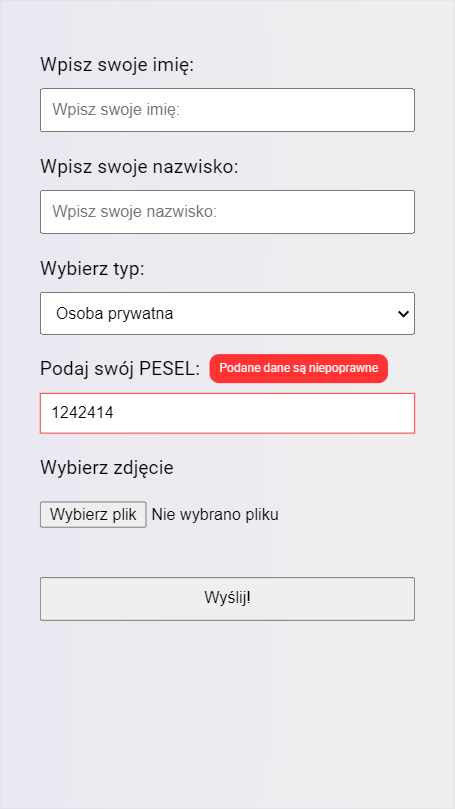 Wpisz swoje imię:
Wpisz swoje imię:
Wpisz swoje nazwisko:
Wpisz swoje nazwisko:
Wybierz typ:
Osoba prywatna
Podaj swój PESEL: Podane dane są niepoprawne
1242414
Wybierz zdjęcie
Wybierz plik Nie wybrano pliku
Wyślij!